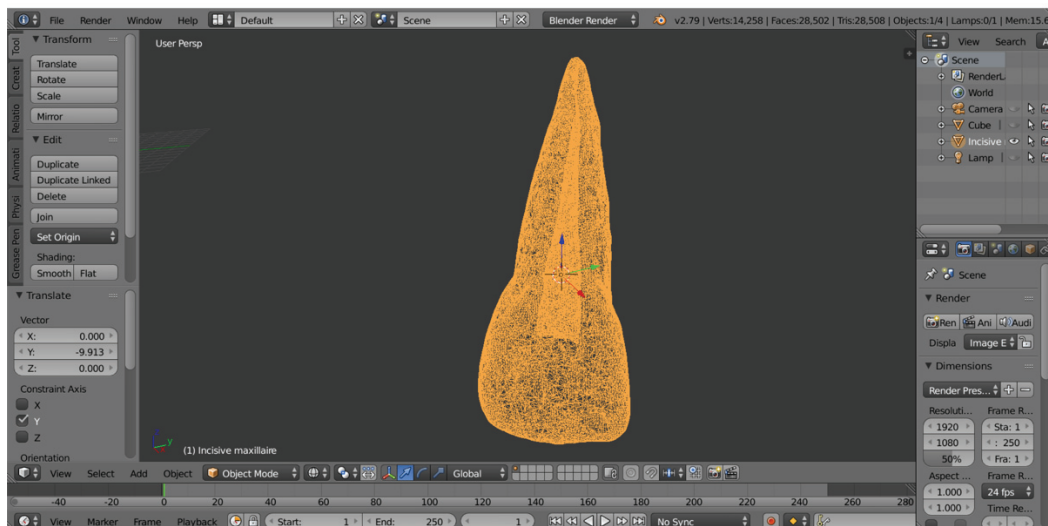 File Render Window Help Default Scene Blender Render v2.79 | Verts:14,258 | Faces:28,502 | Tris:28,508 | Objects:1/4 | Lamps:0/1 | Mem:15.6
Tool
Creat
Relatio
Animati
Physi
Grease Pen
Transform
Translate
Rotate
Scale
Mirror
Edit
Duplicate
Duplicate Linked
Delete
Join
Set Origin
Shading:
Smooth Flat
Translate
Vector
X: 0.000
Y: -9.913
Z: 0.000
Constraint Axis
X
Y
Z
Orientation
User Persp
y
(1) Incisive maxillaire
View Select Add Object Object Mode Global
-40 -20 0 20 40 60 80 100 120 140 160 180 200 220 240 260 280
View Marker Frame Playback Start: 1 End: 250 1 No Sync
View Search
Scene
RenderLa
World
Camera
Cube
Incisive
Lamp
Scene
Render
Ren Ani Audi
Displa Image E
Dimensions
Render Pres...
Resoluti... Frame R...
1920 Sta: 1
1080 : 250
50% Fra: 1
Aspect ... Frame R...
1.000 24 fps
1.000 Time Re...